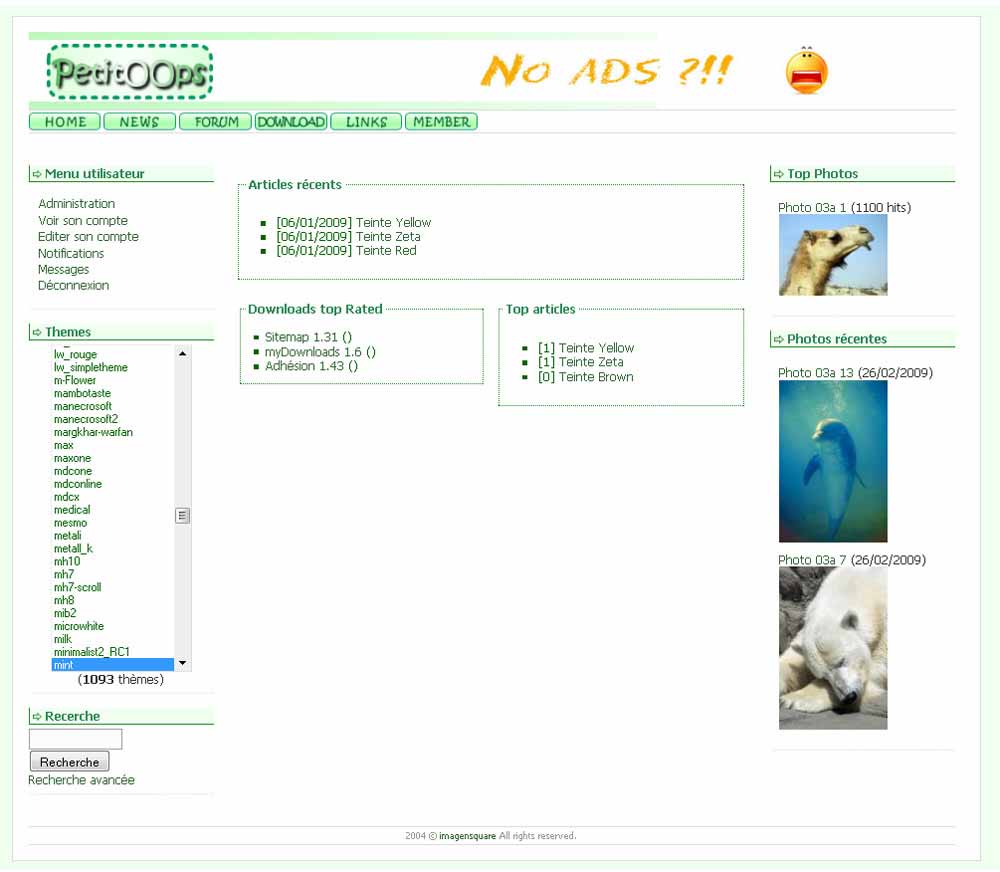 PetitOOps
No ADS ?!!
HOME NEWS FORUM DOWNLOAD LINKS MEMBER
Menu utilisateur
Administration
Voir son compte
Editer son compte
Notifications
Messages
Déconnexion
Themes
lw_rouge
lw_simpletheme
m-Flower
mambotaste
manecrosoft
manecrosoft2
margkhar-warfan
max
maxone
mdcone
mdconline
mdcx
medical
mesmo
metali
metall_k
mh10
mh7
mh7-scroll
mh8
mib2
microwhite
milk
minimalist2_RC1
mint
(1093 thèmes)
Recerche
Recherche
Recherche avancée
Articles récents
[06/01/2009] Teinte Yellow
[06/01/2009] Teinte Zeta
[06/01/2009] Teinte Red
Downloads top Rated
Sitemap 1.31 ()
myDownloads 1.6 ()
Adhésion 1.43 ()
Top articles
[1] Teinte Yellow
[1] Teinte Zeta
[0] Teinte Brown
Top Photos
Photo 03a 1 (1100 hits)
Photos récentes
Photo 03a 13 (26/02/2009)
Photo 03a 7 (26/02/2009)
2004 © imagensquare All rights reserved.